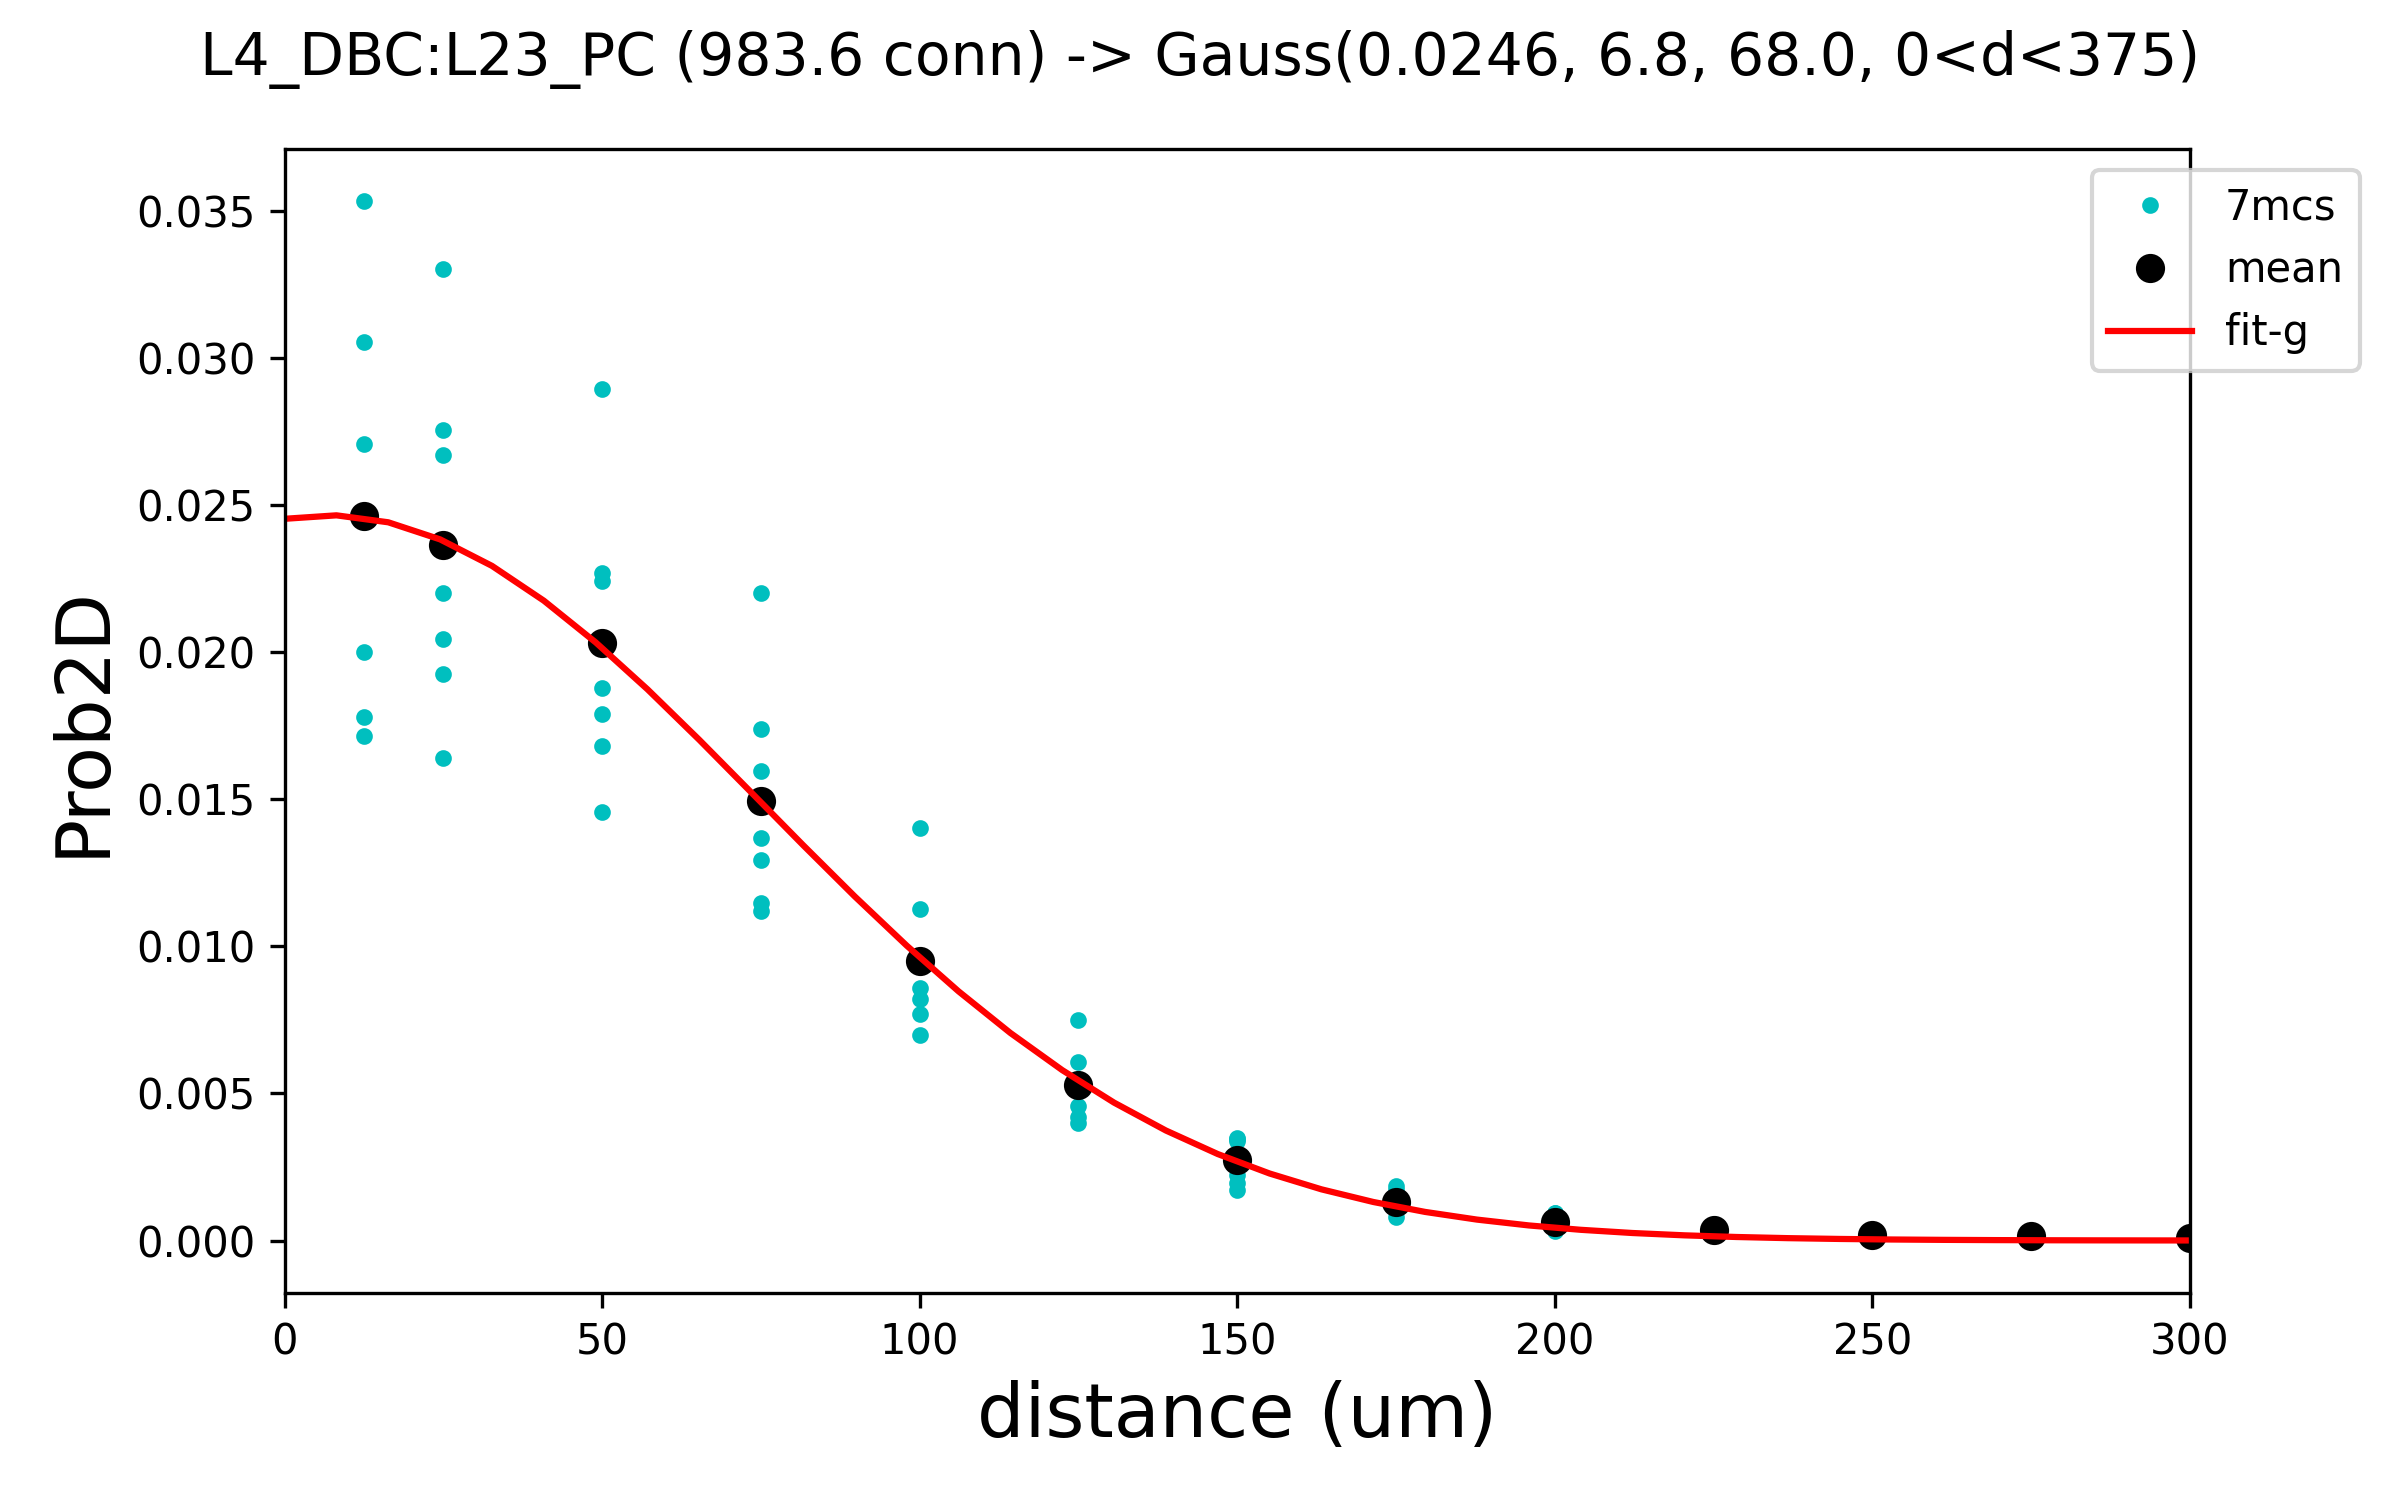 L4_DBC:L23_PC (983.6 conn) -> Gauss(0.0246, 6.8, 68.0, 0<d<375)
7mcs
mean
fit-g
Prob2D
0.035
0.030
0.025
0.020
0.015
0.010
0.005
0.000
0 50 100 150 200 250 300
distance (um)